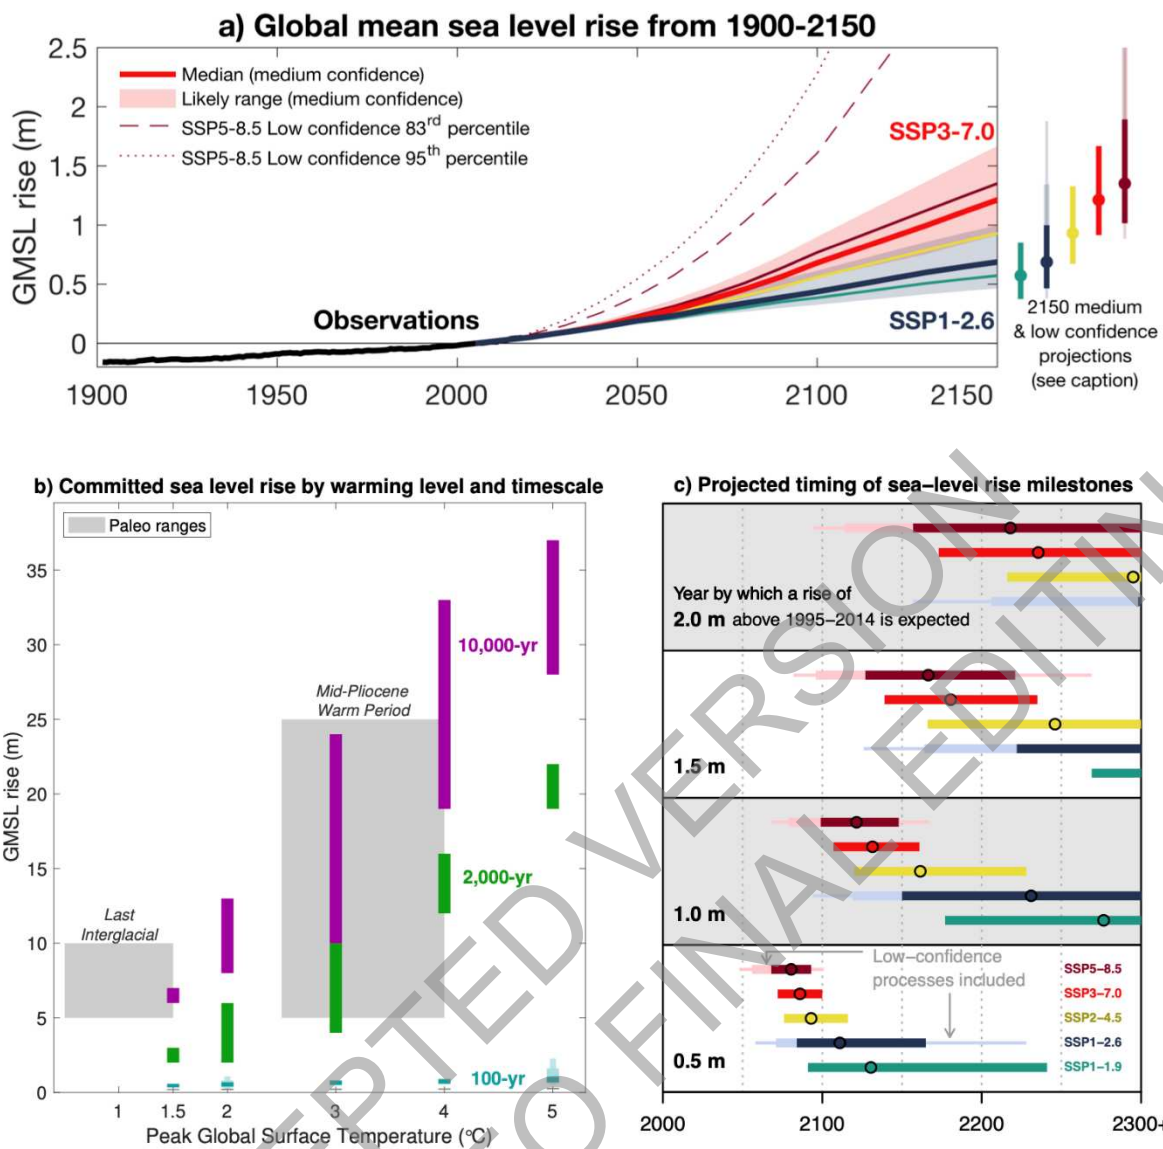 a) Global mean sea level rise from 1900-2150
GMSL rise (m)
2.5
2
1.5
1
0.5
0
Median (medium confidence)
Likely range (medium confidence)
SSP5-8.5 Low confidence 83rd percentile
SSP5-8.5 Low confidence 95th percentile
SSP3-7.0
Observations
SSP1-2.6
1900
1950
2000
2050
2100
2150
2150 medium
& low confidence
projections
(see caption)
b) Committed sea level rise by warming level and timescale
Paleo ranges
GMSL rise (m)
35
30
25
20
15
10
5
0
10,000-yr
Mid-Pliocene
Warm Period
2,000-yr
Last
Interglacial
100-yr
1
1.5
2
3
4
5
Peak Global Surface Temperature (°C)
c) Projected timing of sea–level rise milestones
Year by which a rise of
2.0 m above 1995–2014 is expected
1.5 m
1.0 m
Low–confidence
processes included
0.5 m
SSP5–8.5
SSP3–7.0
SSP2–4.5
SSP1–2.6
SSP1–1.9
2000
2100
2200
2300+
EPTED VERSION
O FINAL EDITIN